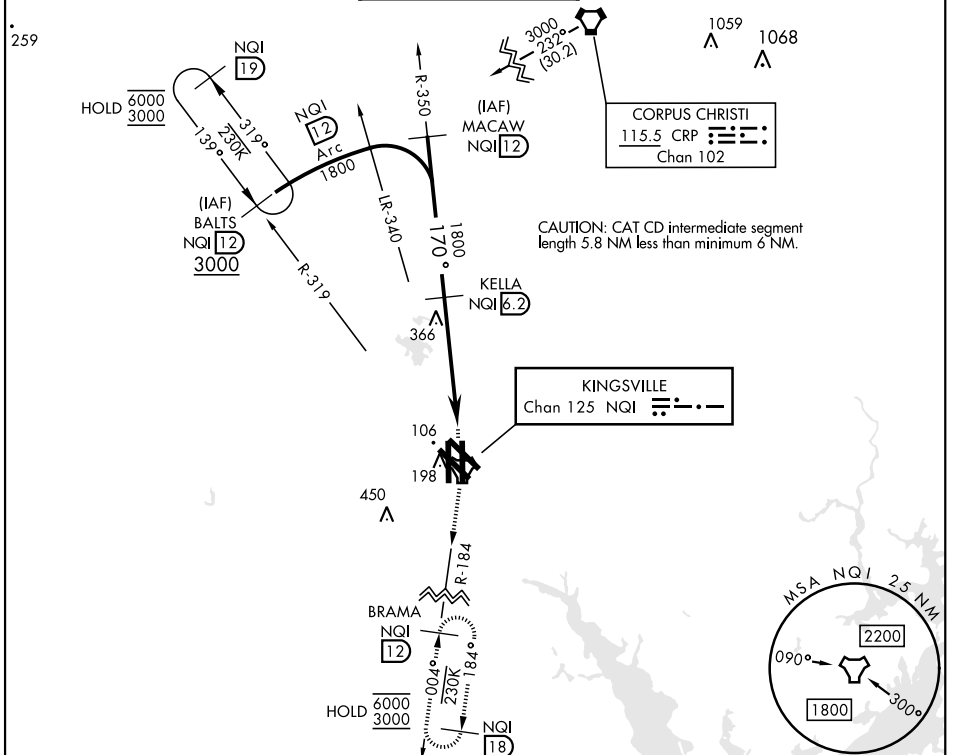 259
NQI
19
HOLD 6000
3000
319°
230K
139°
NQI
12
Arc
1800
(IAF)
BALTS
NQI 12
3000
R-319
LR-340
R-350
(IAF)
MACAW
NQI 12
3000
232°
(30.2)
1059
1068
CORPUS CHRISTI
115.5 CRP
Chan 102
CAUTION: CAT CD intermediate segment
length 5.8 NM less than minimum 6 NM.
1800
170°
KELLA
NQI 6.2
366
KINGSVILLE
Chan 125 NQI
106
198
450
R-184
BRAMA
NQI
12
004°
230K
184°
HOLD 6000
3000
NQI
18
MSA NQI 25 NM
2200
090°
1800
300°